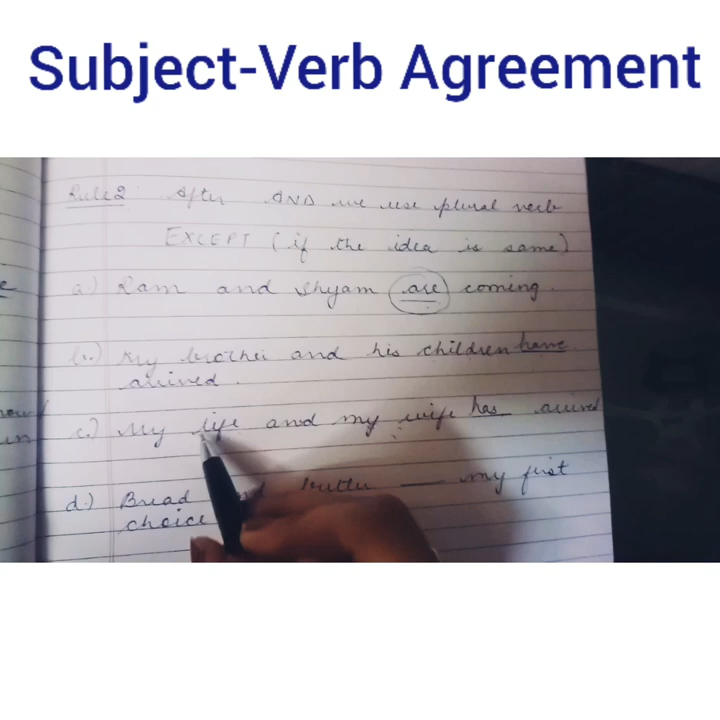 Subject-Verb Agreement
Rule 2 After AND we use plural verb
EXCEPT (if the idea is same)
a.) Ram and Shyam are coming.
b.) My brother and his children have
arrived.
c.) My life and my wife has arrived
d.) Bread butter ___ my first
choice